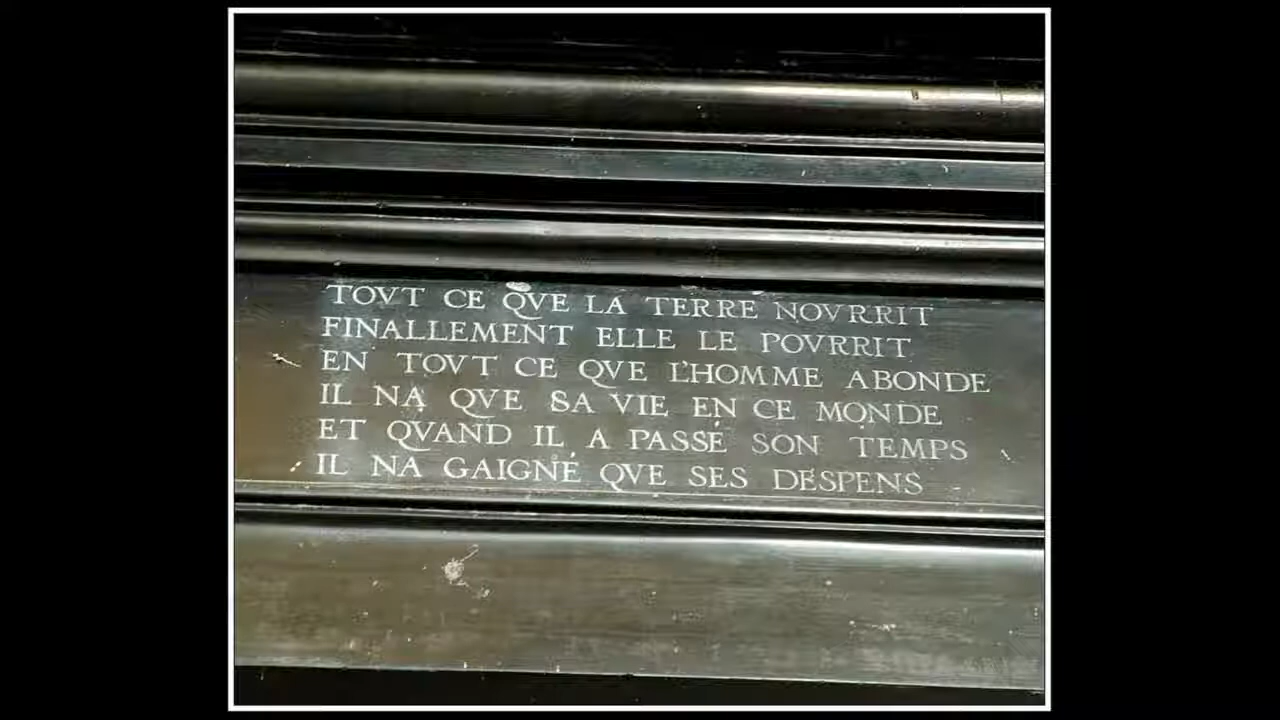 TOVT CE QVE LA TERRE NOVRRIT
FINALLEMENT ELLE LE POVRRIT
EN TOVT CE QVE L'HOMME ABONDE
IL NA QVE SA VIE EN CE MONDE
ET QVAND IL A PASSÉ SON TEMPS
IL NA GAIGNÉ QVE SES DESPENS